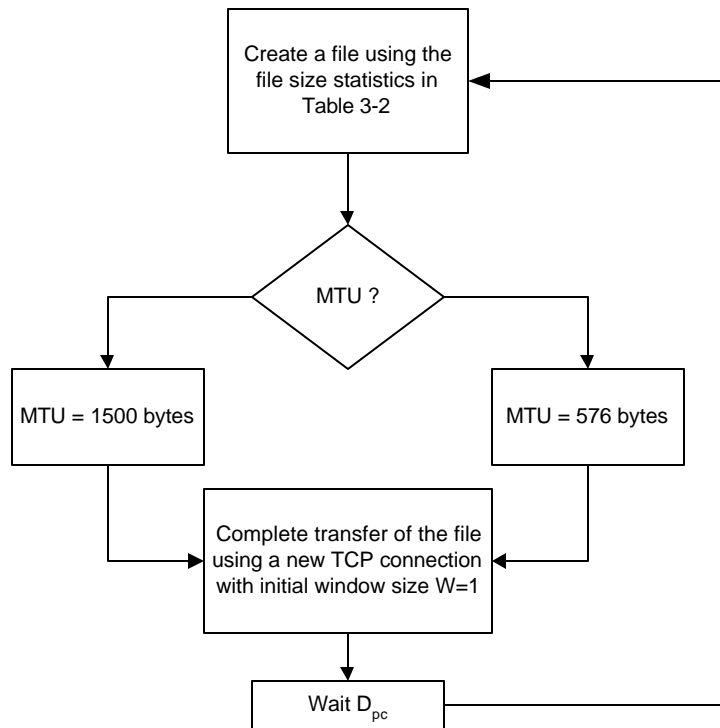 Create a file using the
file size statistics in
Table 3-2
MTU ?
MTU = 1500 bytes
MTU = 576 bytes
Complete transfer of the file
using a new TCP connection
with initial window size W=1
Wait Dpc